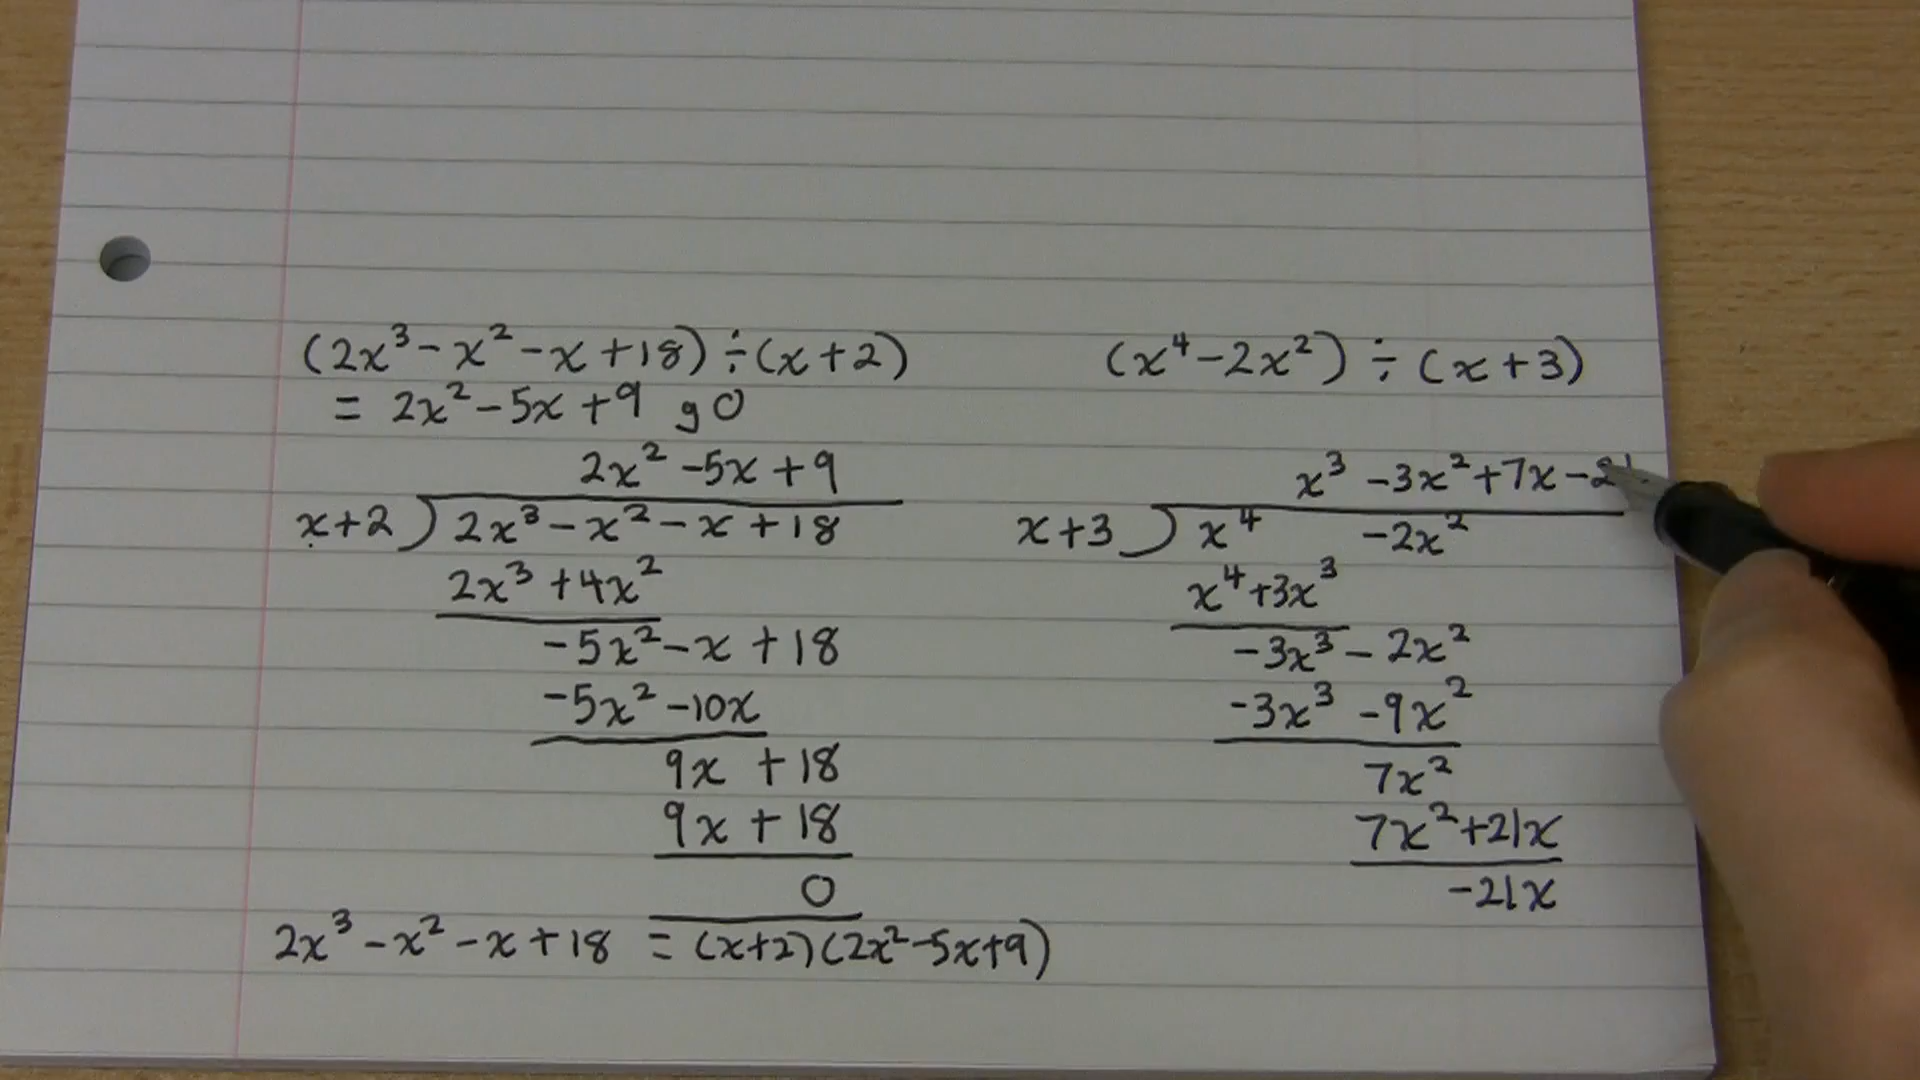 (2x³ - x² - x + 18) ÷ (x + 2)
= 2x² - 5x + 9 g 0
2x² - 5x + 9
x+2 ) 2x³ - x² - x + 18
2x³ + 4x²
-5x² - x + 18
-5x² - 10x
9x + 18
9x + 18
0
2x³ - x² - x + 18 = (x+2)(2x² - 5x + 9)
(x⁴ - 2x²) ÷ (x + 3)
x³ - 3x² + 7x - 21
x+3 ) x⁴ -2x²
x⁴ + 3x³
-3x³ - 2x²
-3x³ - 9x²
7x²
7x² + 21x
-21x